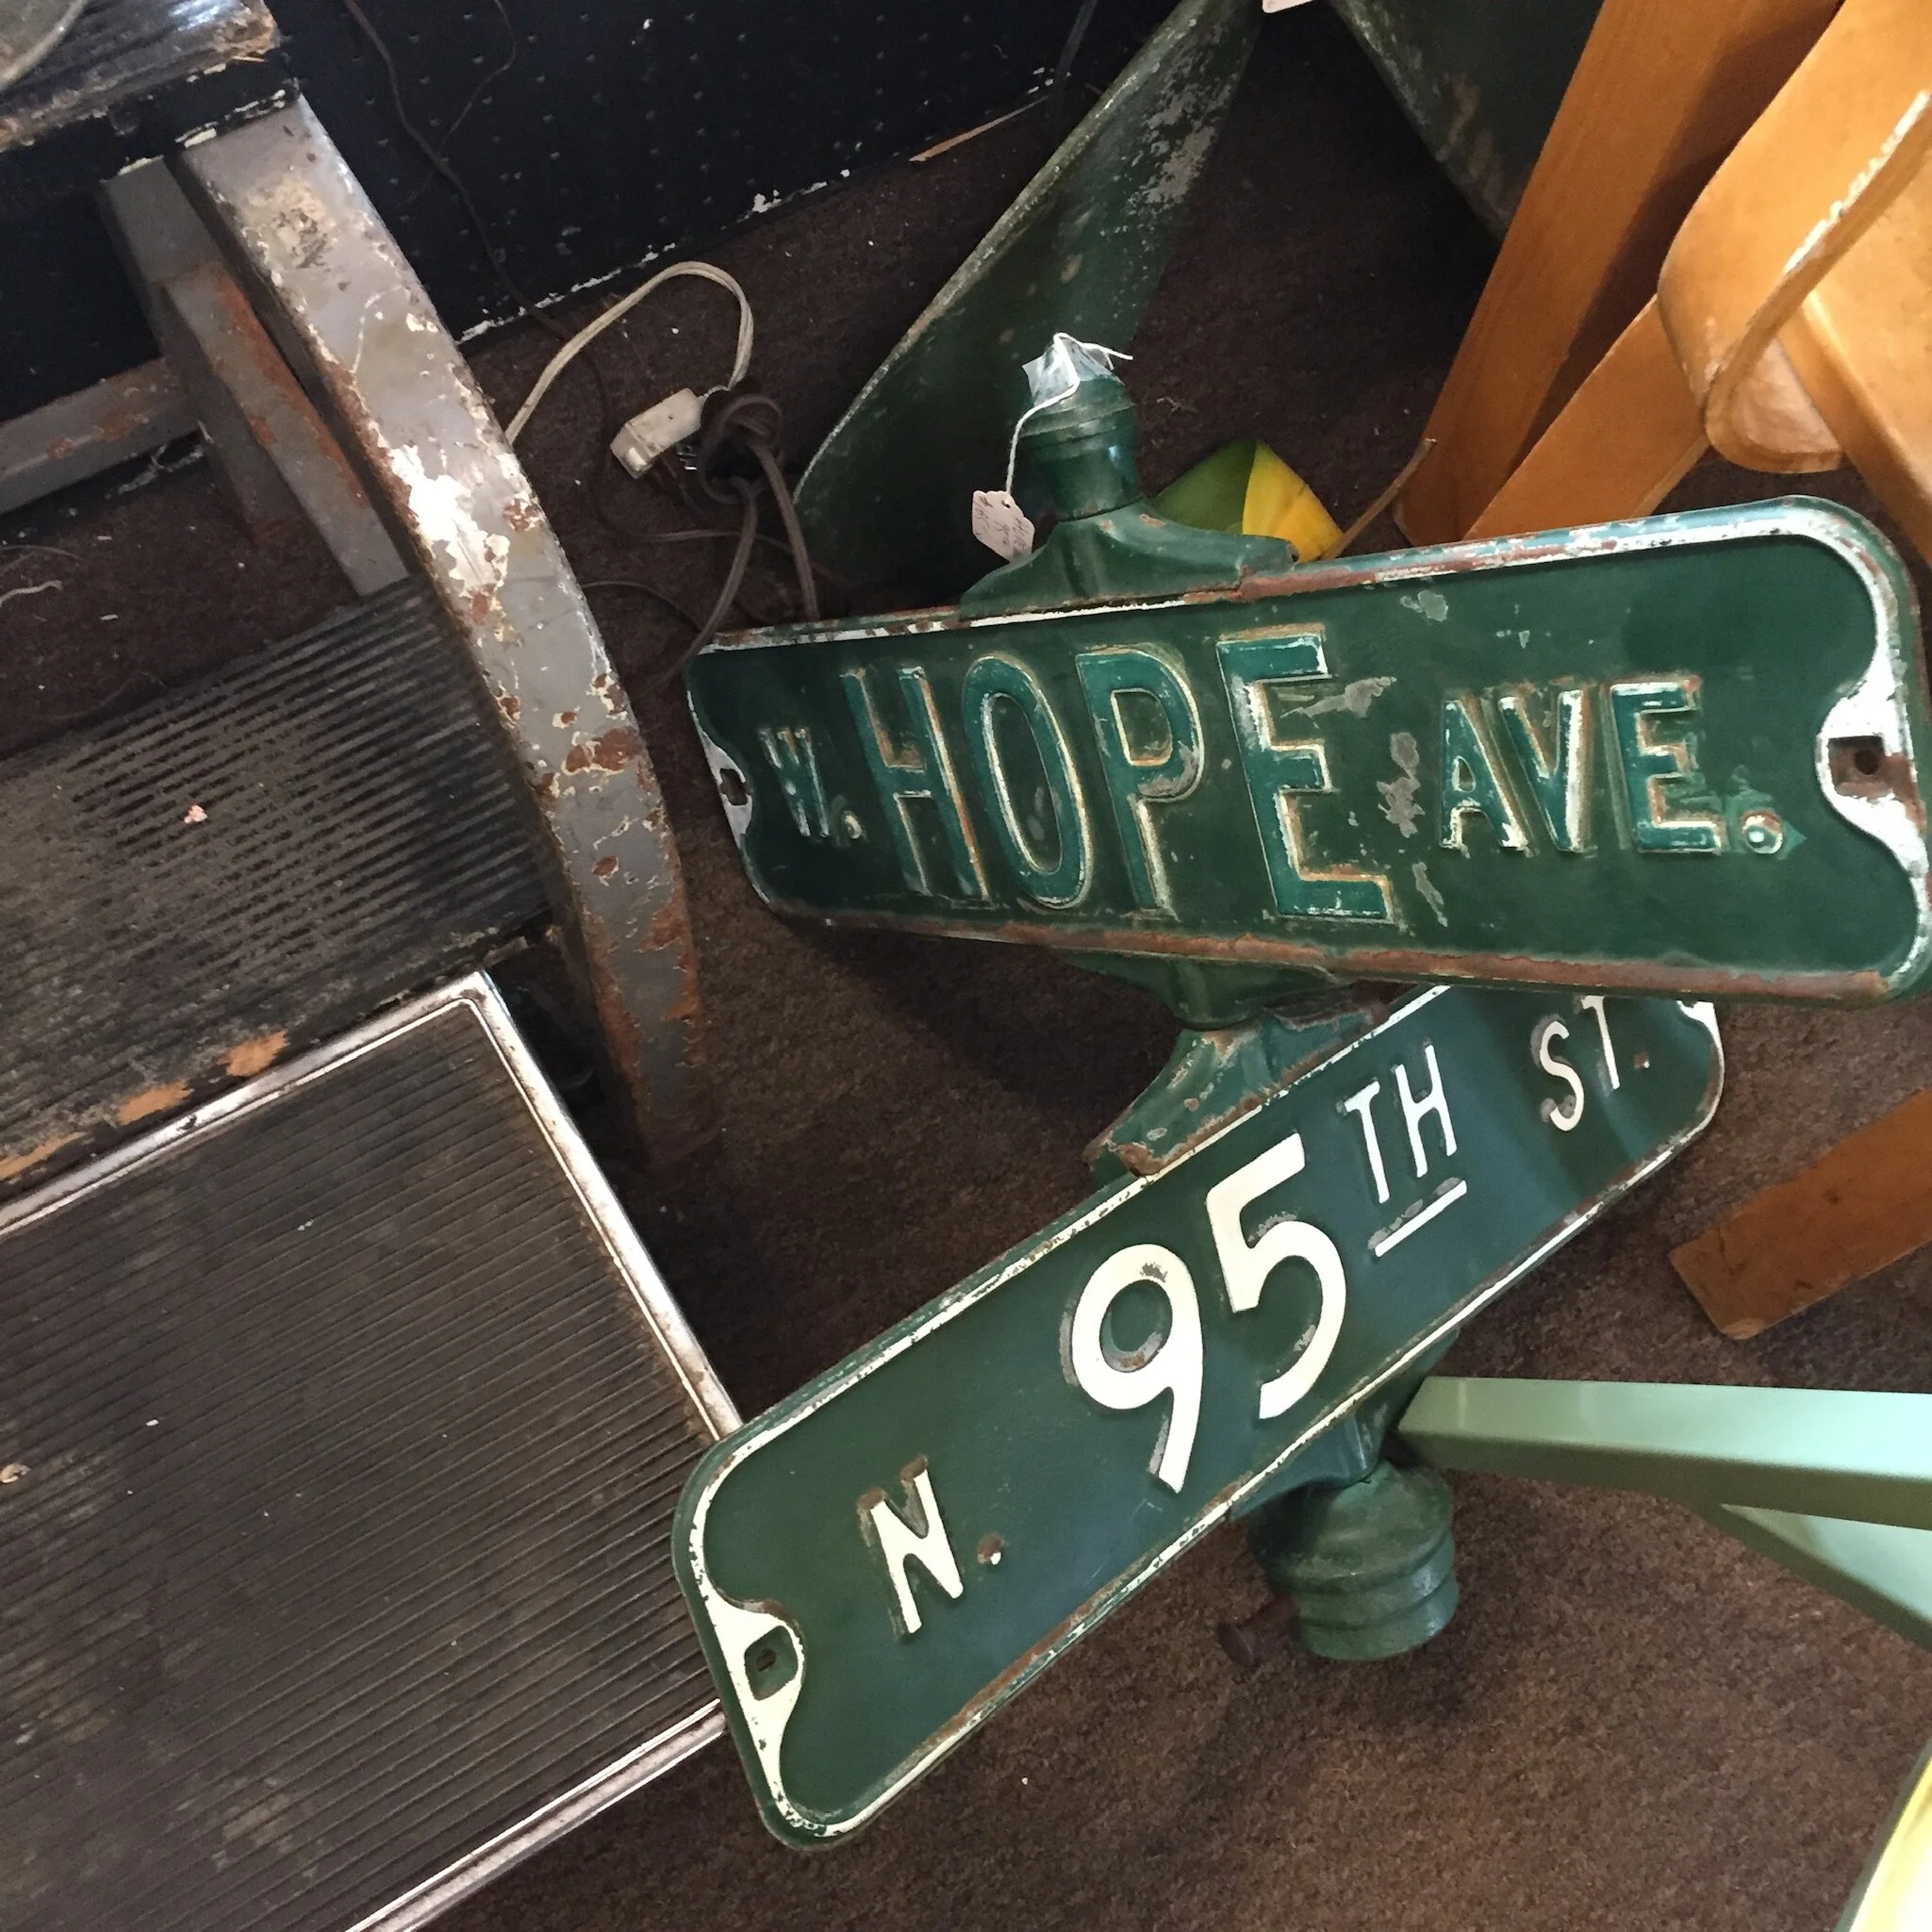 W. HOPE AVE.
N. 95TH ST.